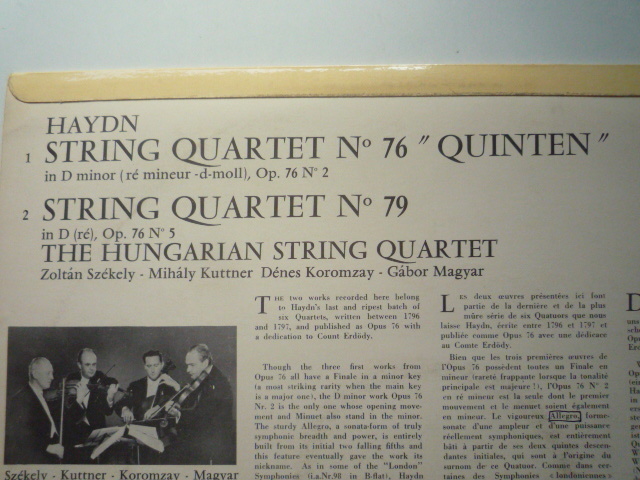 HAYDN
1 STRING QUARTET Nº 76 " QUINTEN "
in D minor (ré mineur -d-moll), Op. 76 N° 2
2 STRING QUARTET Nº 79
in D (ré), Op. 76 N° 5
THE HUNGARIAN STRING QUARTET
Zoltán Székely - Mihály Kuttner Dénes Koromzay - Gábor Magyar
THE two works recorded here belong
to Haydn's last and ripest batch of
six Quartets, written between 1796
and 1797, and published as Opus 76 with
a dedication to Count Erdödy.
Though the three first works from
Opus 76 all have a Finale in a minor key
(a most striking rarity when the main key
is a major one), the D minor work Opus 76
Nr. 2 is the only one whose opening move-
ment and Minuet also stand in the minor.
The sturdy Allegro, a sonata-form of truly
symphonic breadth and power, is entirely
built from its initial two falling fifths and
this feature eventually gave the work its
nickname. As in some of the "London"
Symphonies (i.a.Nr.98 in B-flat), Haydn
LES deux œuvres présentées ici font
partie de la dernière et de la plus
mûre série de six Quatuors que nous
laisse Haydn, écrite entre 1796 et 1797 et
publiée comme Opus 76 avec une dédicace
au Comte Erdödy.
Bien que les trois premières œuvres de
l'Opus 76 possèdent toutes un Finale en
mineur (rareté frappante lorsque la tonalité
principale est majeure !), l'Opus 76 N° 2
en ré mineur est la seule dont le premier
mouvement et le menuet soient également
en mineur. Le vigoureux Allegro, forme-
sonate d'une ampleur et d'une puissance
réellement symphoniques, est entièrement
bâti à partir de ses deux quintes descen-
dantes initiales, qui sont à l'origine du
surnom de ce Quatuor. Comme dans cer-
taines des Symphonies « londoniennes »
D
Székely - Kuttner - Koromzay - Magyar